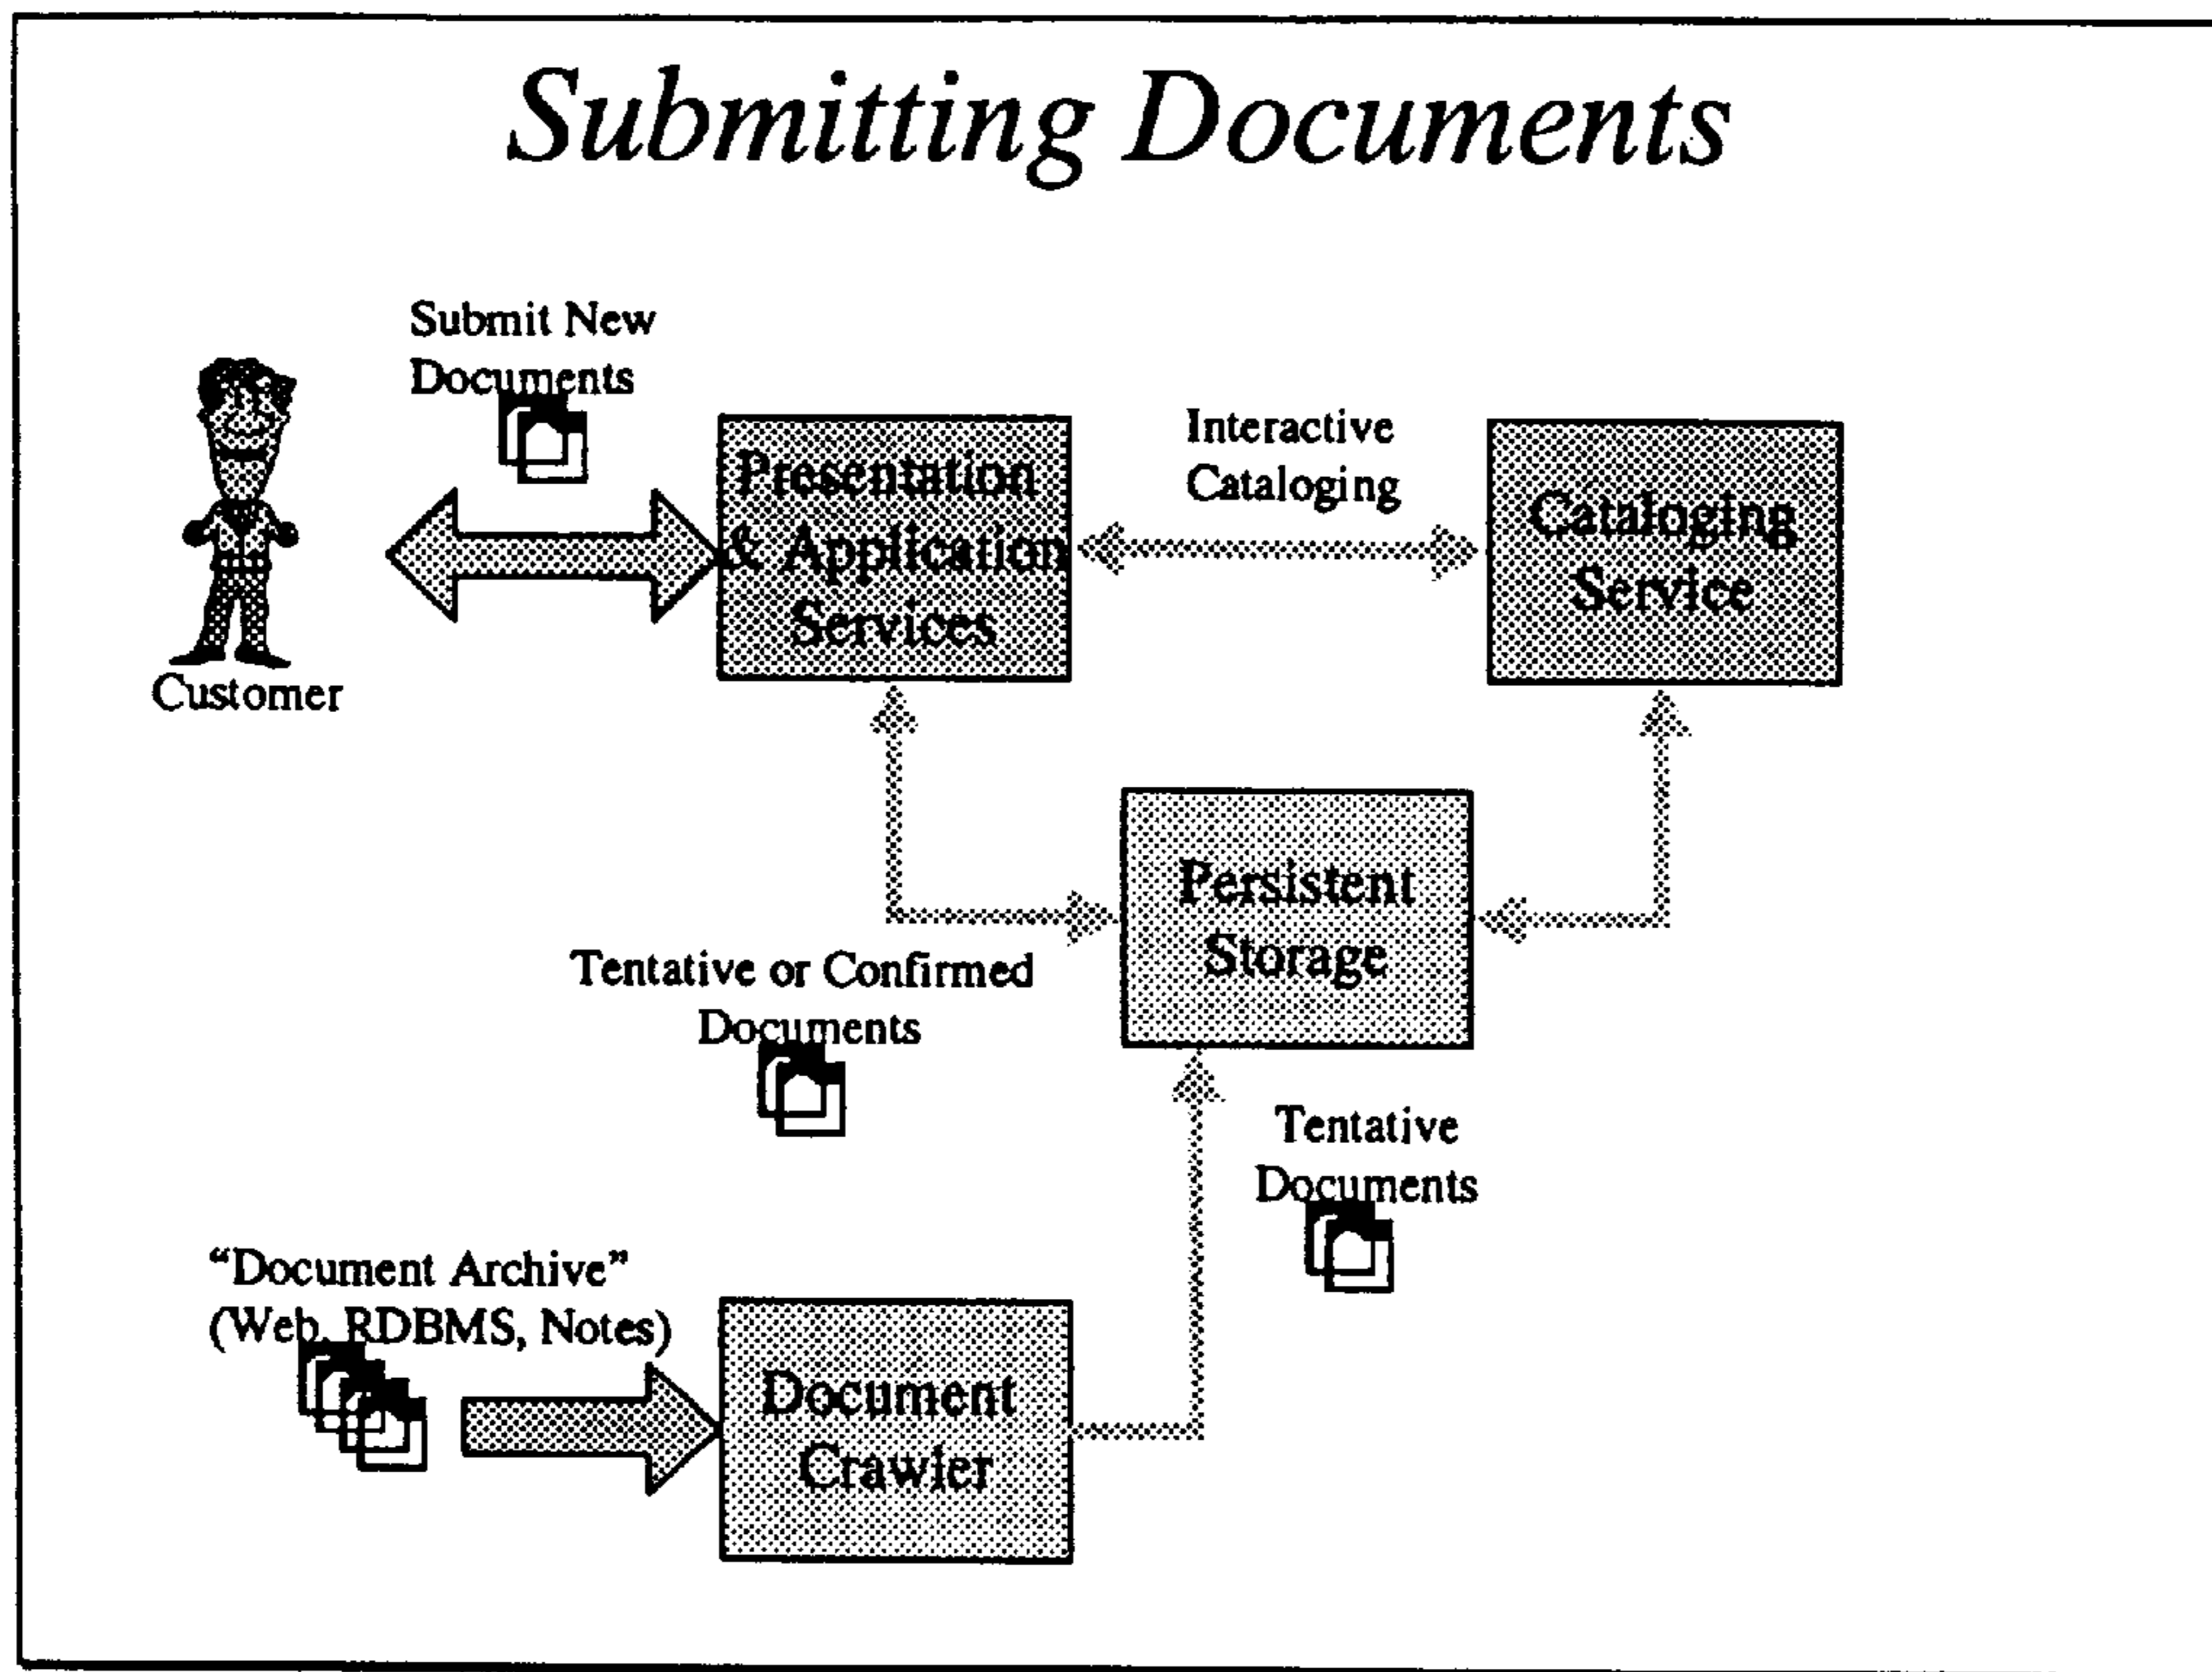 Submitting Documents
Submit New
Documents
Customer
Presentation
& Application
Services
Interactive
Cataloging
Cataloging
Service
Persistent
Storage
Tentative or Confirmed
Documents
Tentative
Documents
“Document Archive”
(Web, RDBMS, Notes)
Document
Crawler